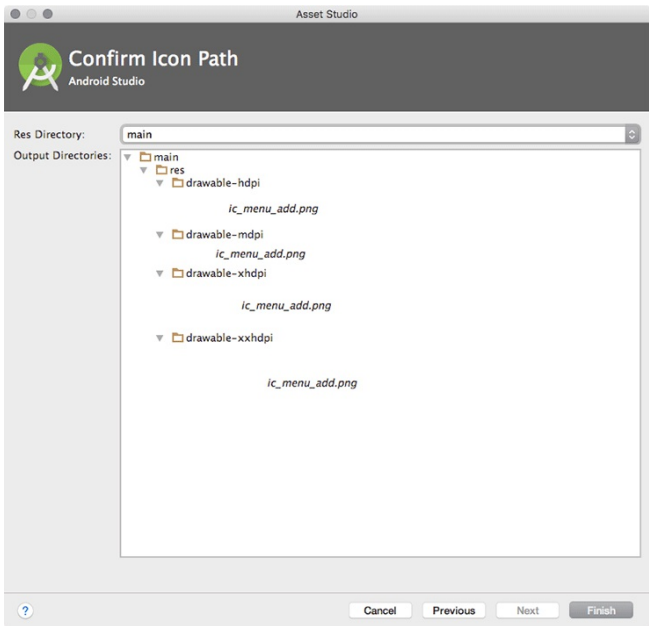 Asset Studio
Confirm Icon Path
Android Studio
Res Directory: main
Output Directories: main
res
drawable-hdpi
ic_menu_add.png
drawable-mdpi
ic_menu_add.png
drawable-xhdpi
ic_menu_add.png
drawable-xxhdpi
ic_menu_add.png
? Cancel Previous Next Finish